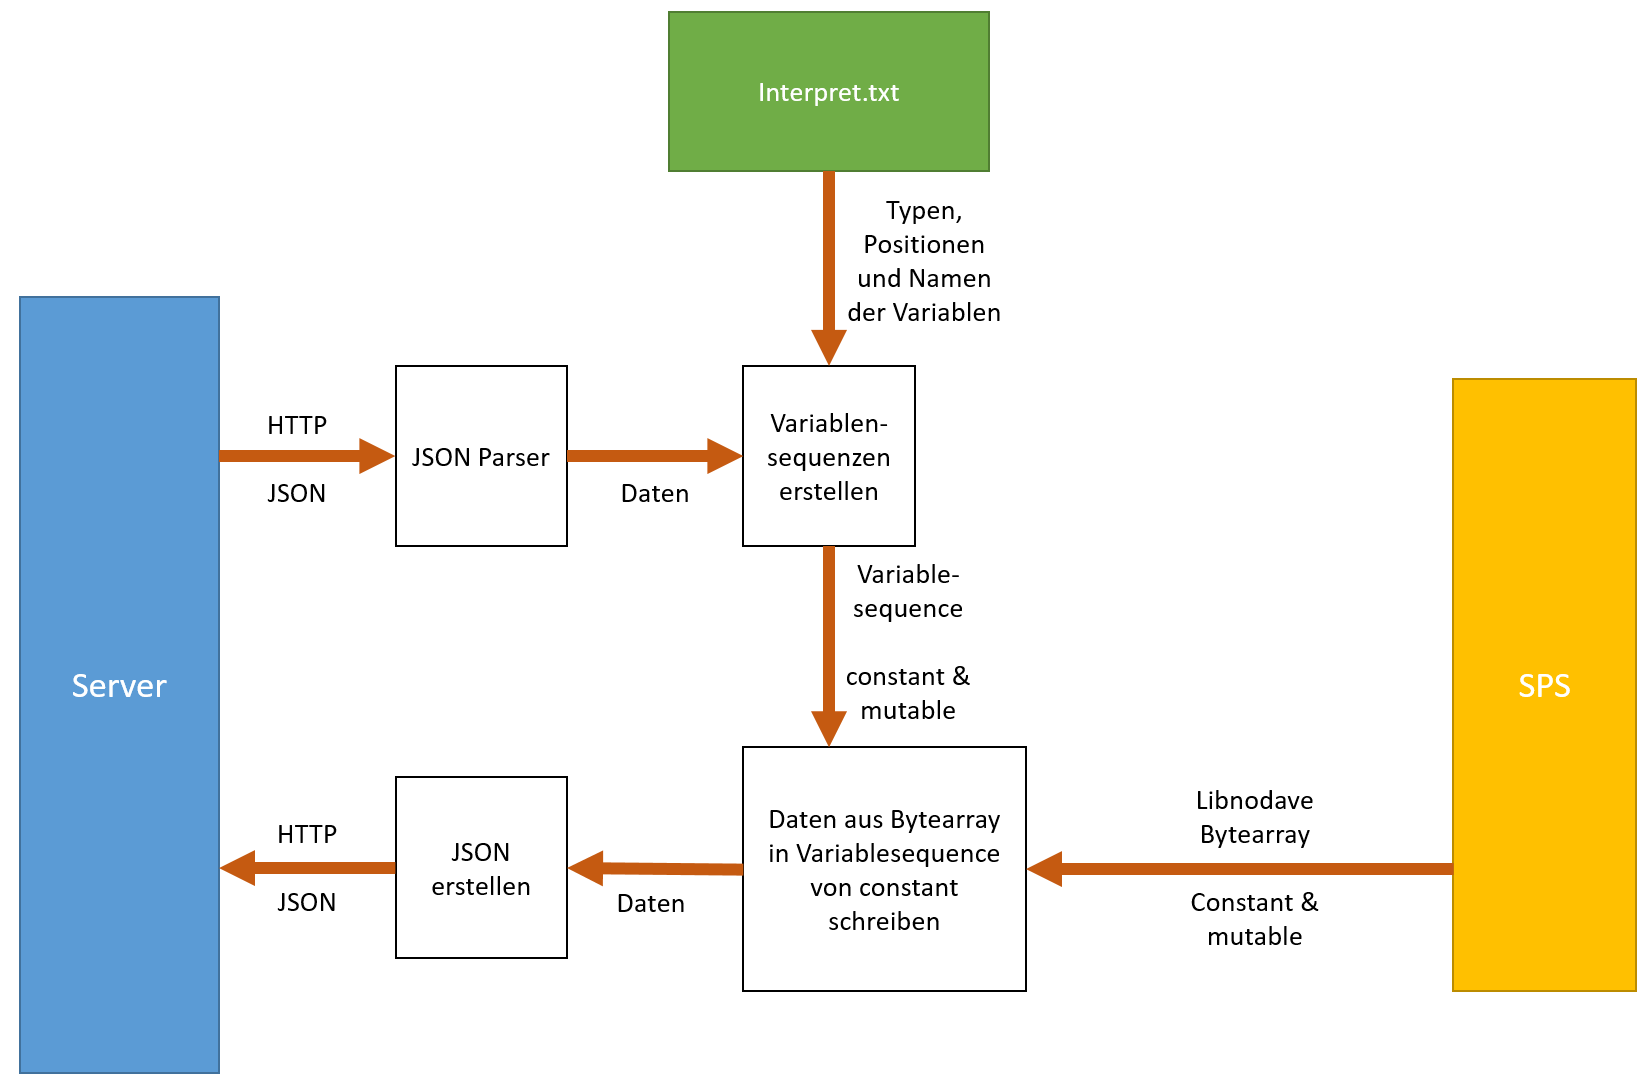 Interpret.txt
Typen,
Positionen
und Namen
der Variablen
HTTP
JSON
JSON Parser
Daten
Variablen-
sequenzen
erstellen
Variable-
sequence
constant &
mutable
Server
SPS
HTTP
JSON
JSON
erstellen
Daten
Daten aus Bytearray
in Variablesequence
von constant
schreiben
Libnodave
Bytearray
Constant &
mutable